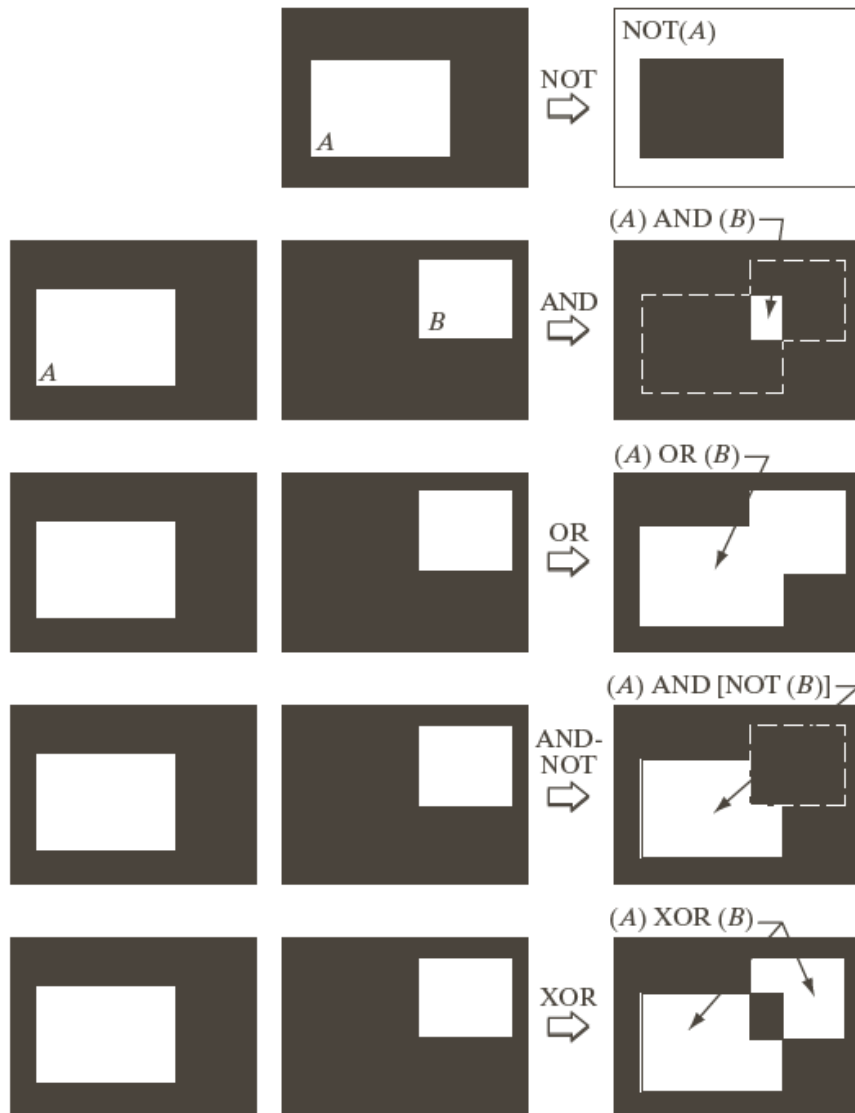 NOT(A)
NOT
A
(A) AND (B)
AND
B
A
(A) OR (B)
OR
(A) AND [NOT (B)]
AND-
NOT
(A) XOR (B)
XOR